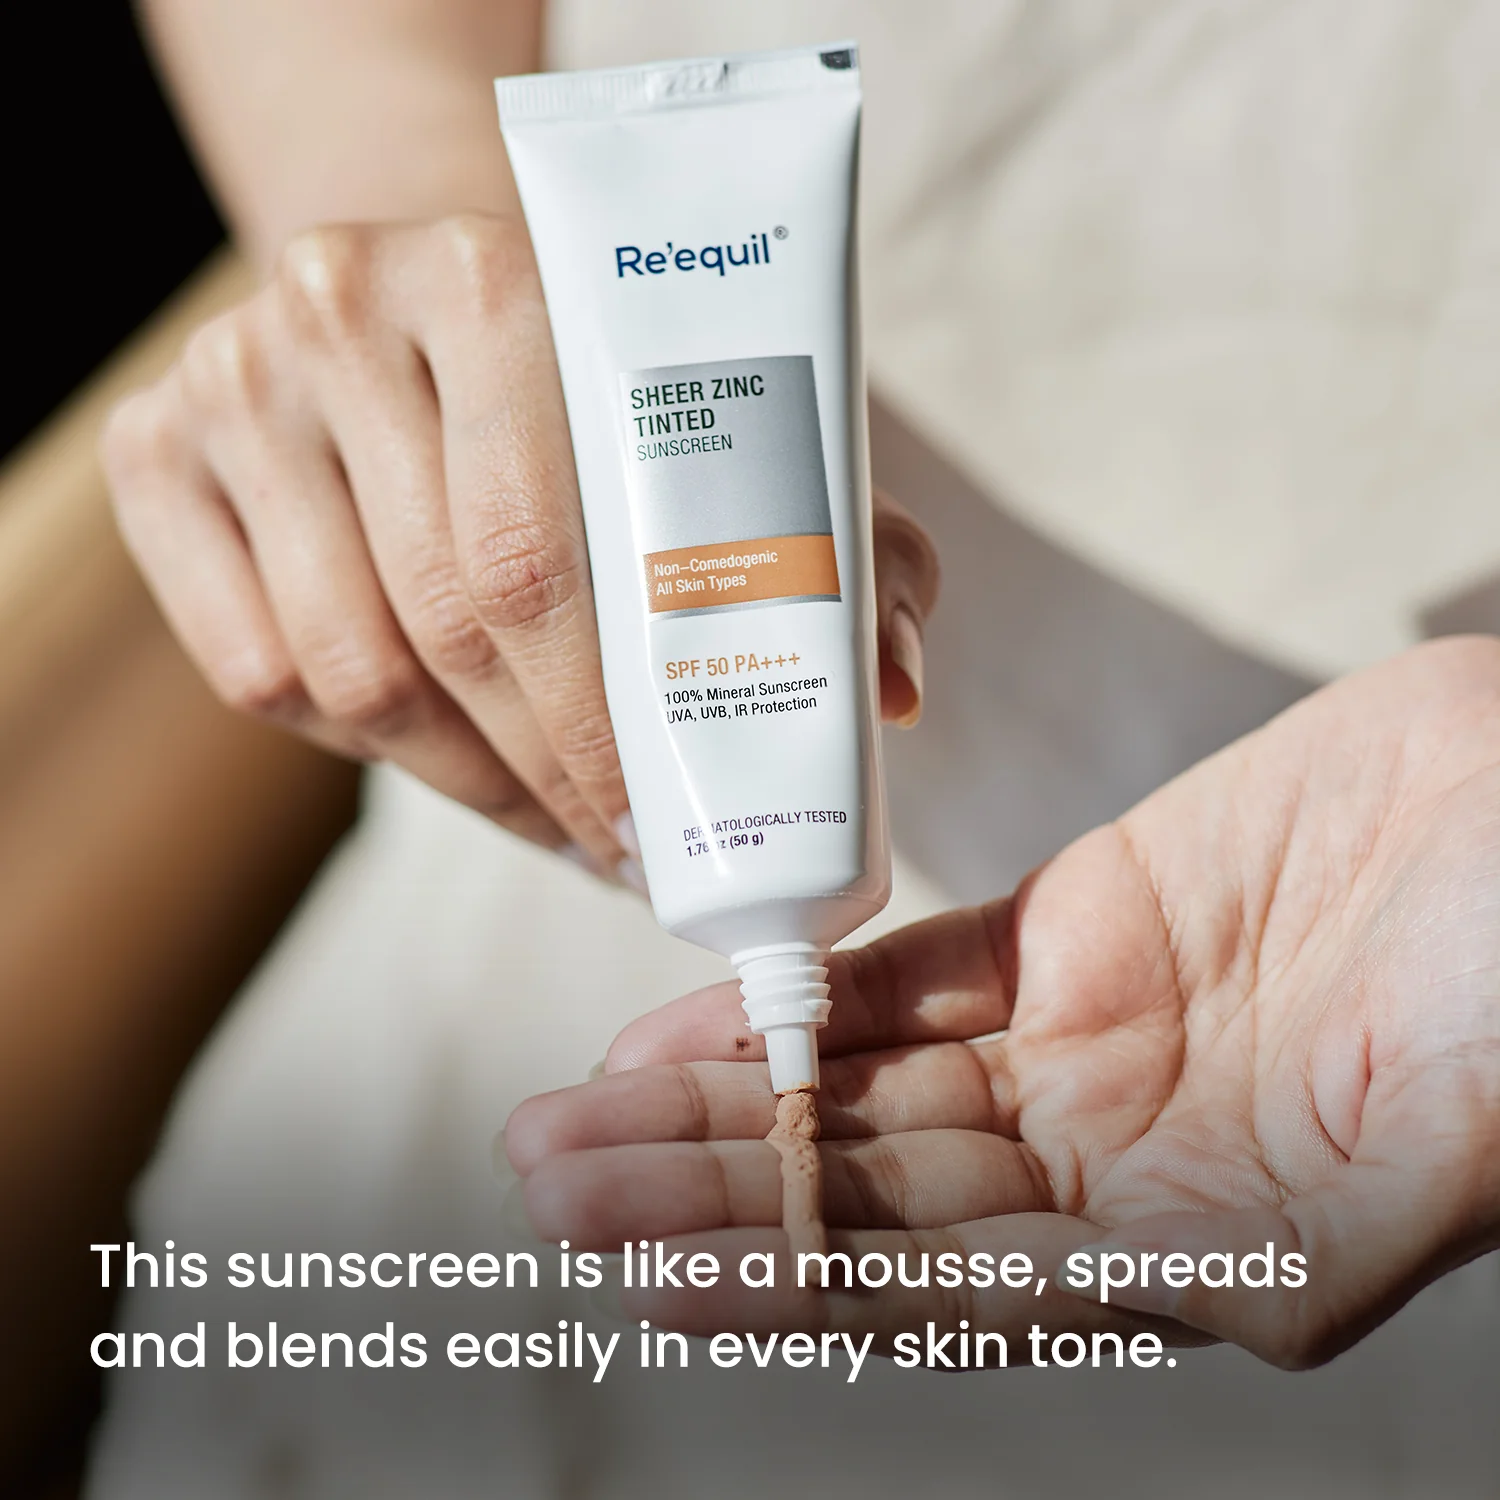 Re'equil®
SHEER ZINC
TINTED
SUNSCREEN
Non–Comedogenic
All Skin Types
SPF 50 PA+++
100% Mineral Sunscreen
UVA, UVB, IR Protection
TESTED
(50 g)
This sunscreen is like a mousse, spreads
and blends easily in every skin tone.